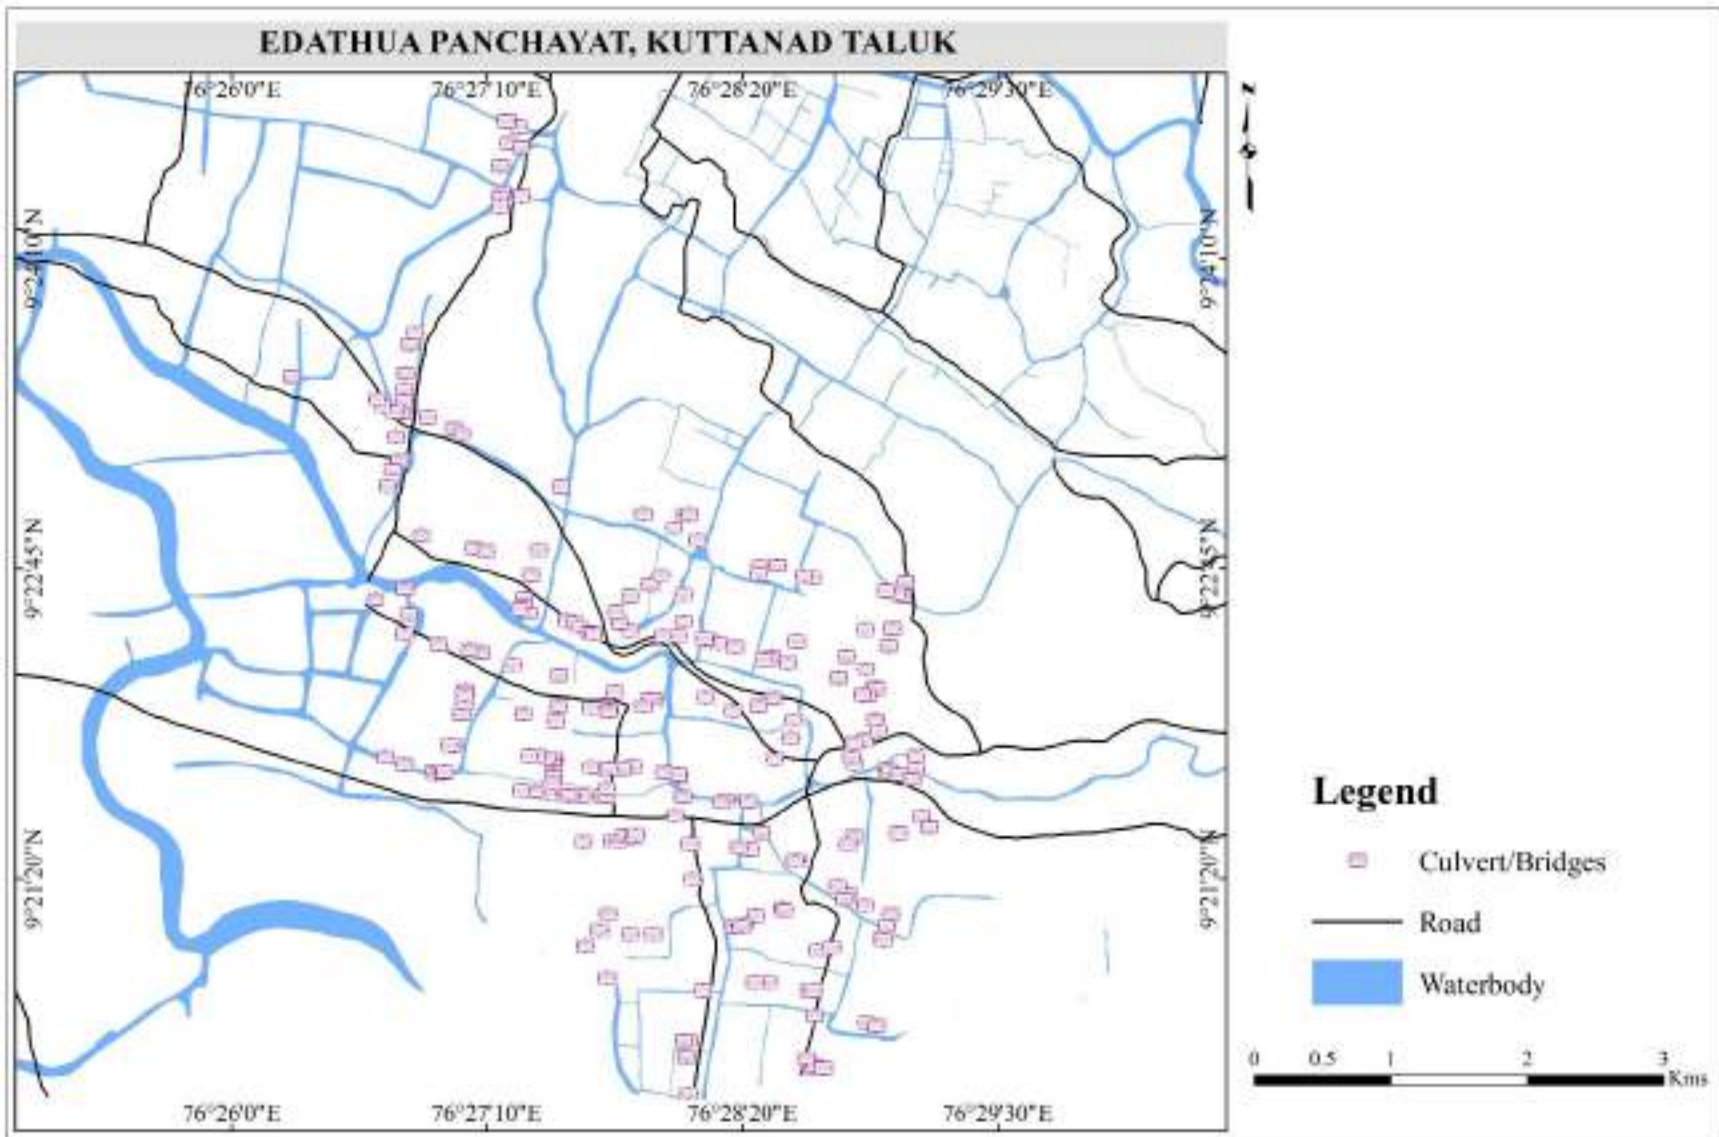 EDATHUA PANCHAYAT, KUTTANAD TALUK
76°26'0"E 76°27'10"E 76°28'20"E 76°29'30"E
z
9°24'10"N 9°24'10"N
9°22'45"N 9°22'45"N
9°21'20"N 9°21'20"N
76°26'0"E 76°27'10"E 76°28'20"E 76°29'30"E
Legend
Culvert/Bridges
Road
Waterbody
0 0.5 1 2 3
Kms